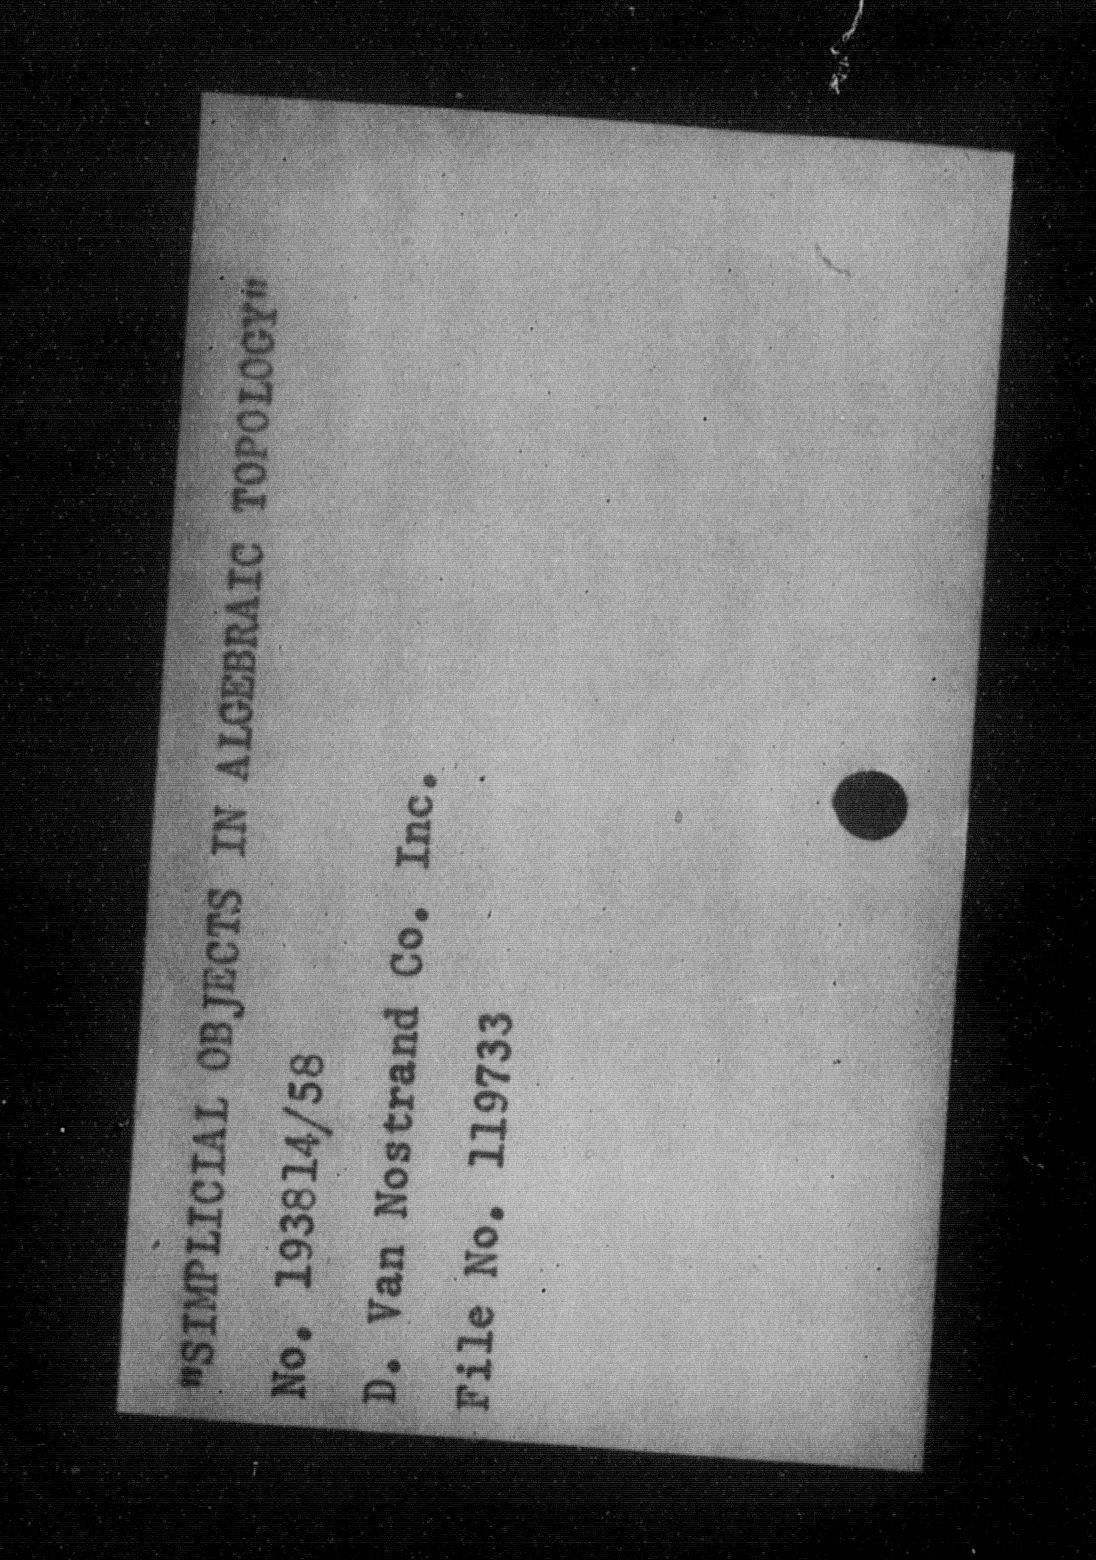 "SIMPLICIAL OBJECTS IN ALGEBRAIC TOPOLOGY"
No. 193814/58
D. Van Nostrand Co. Inc.
File No. 119733